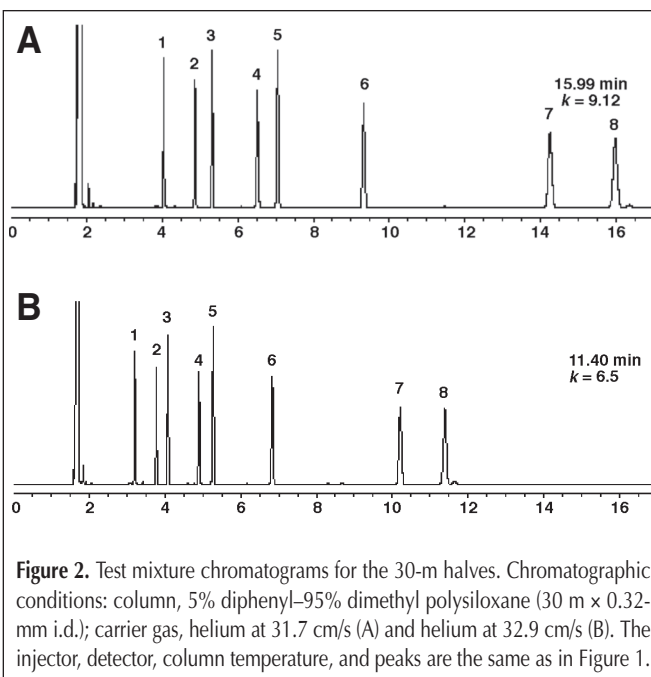 A
1
2
3
4
5
6
7
8
15.99 min
k = 9.12
0 2 4 6 8 10 12 14 16
B
1
2
3
4
5
6
7
8
11.40 min
k = 6.5
0 2 4 6 8 10 12 14 16
Figure 2. Test mixture chromatograms for the 30-m halves. Chromatographic
conditions: column, 5% diphenyl–95% dimethyl polysiloxane (30 m × 0.32-
mm i.d.); carrier gas, helium at 31.7 cm/s (A) and helium at 32.9 cm/s (B). The
injector, detector, column temperature, and peaks are the same as in Figure 1.